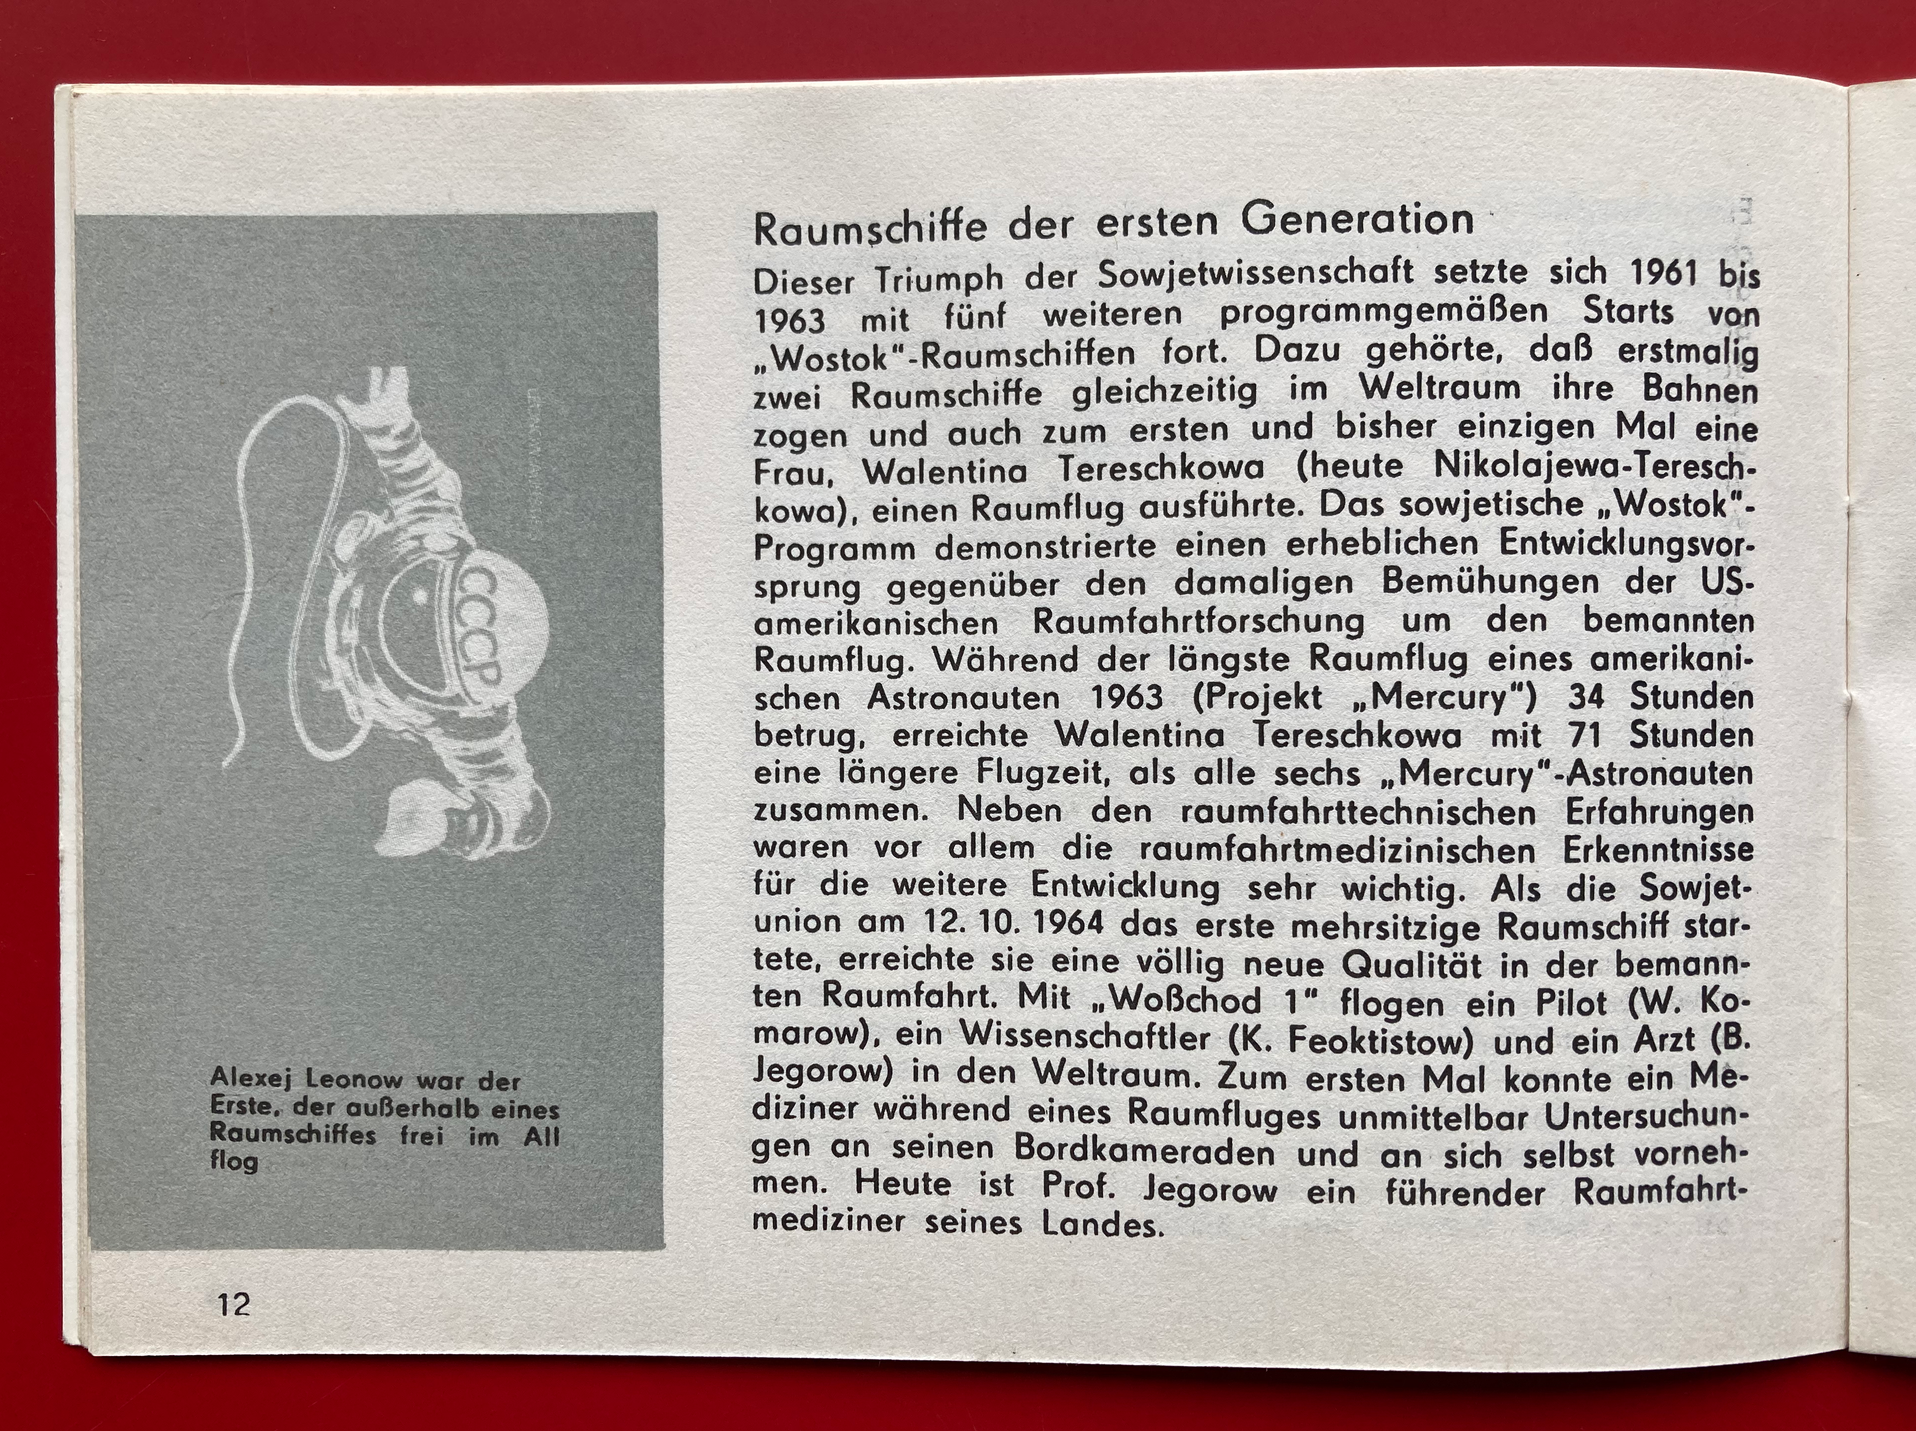 CCCP
Alexej Leonow war der
Erste, der außerhalb eines
Raumschiffes frei im All
flog
12
Raumschiffe der ersten Generation
Dieser Triumph der Sowjetwissenschaft setzte sich 1961 bis
1963 mit fünf weiteren programmgemäßen Starts von
„Wostok"-Raumschiffen fort. Dazu gehörte, daß erstmalig
zwei Raumschiffe gleichzeitig im Weltraum ihre Bahnen
zogen und auch zum ersten und bisher einzigen Mal eine
Frau, Walentina Tereschkowa (heute Nikolajewa-Teresch-
kowa), einen Raumflug ausführte. Das sowjetische „Wostok"-
Programm demonstrierte einen erheblichen Entwicklungsvor-
sprung gegenüber den damaligen Bemühungen der US-
amerikanischen Raumfahrtforschung um den bemannten
Raumflug. Während der längste Raumflug eines amerikani-
schen Astronauten 1963 (Projekt „Mercury") 34 Stunden
betrug, erreichte Walentina Tereschkowa mit 71 Stunden
eine längere Flugzeit, als alle sechs „Mercury"-Astronauten
zusammen. Neben den raumfahrttechnischen Erfahrungen
waren vor allem die raumfahrtmedizinischen Erkenntnisse
für die weitere Entwicklung sehr wichtig. Als die Sowjet-
union am 12. 10. 1964 das erste mehrsitzige Raumschiff star-
tete, erreichte sie eine völlig neue Qualität in der bemann-
ten Raumfahrt. Mit „Woßchod 1" flogen ein Pilot (W. Ko-
marow), ein Wissenschaftler (K. Feoktistow) und ein Arzt (B.
Jegorow) in den Weltraum. Zum ersten Mal konnte ein Me-
diziner während eines Raumfluges unmittelbar Untersuchun-
gen an seinen Bordkameraden und an sich selbst vorneh-
men. Heute ist Prof. Jegorow ein führender Raumfahrt-
mediziner seines Landes.